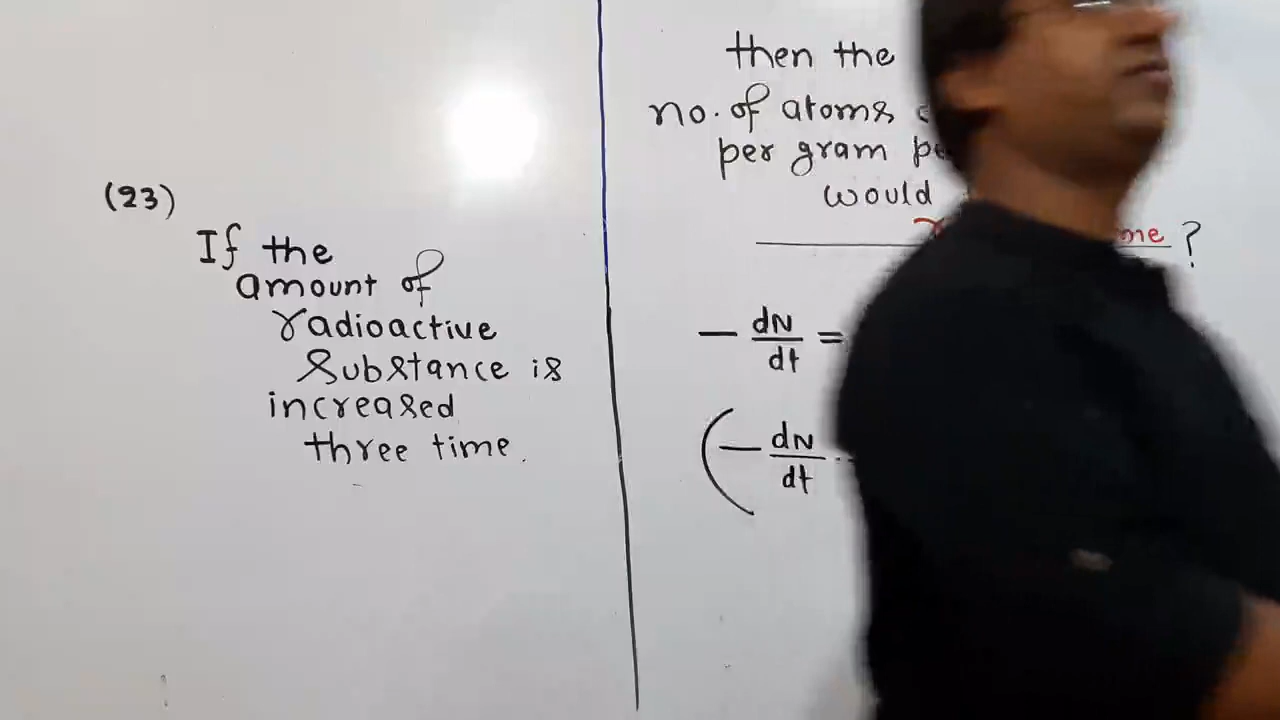 (23)
If the
amount of
radioactive
substance is
increased
three time.
then the
no. of atoms
per gram
would
?
- dN/dt =
(- dN/dt